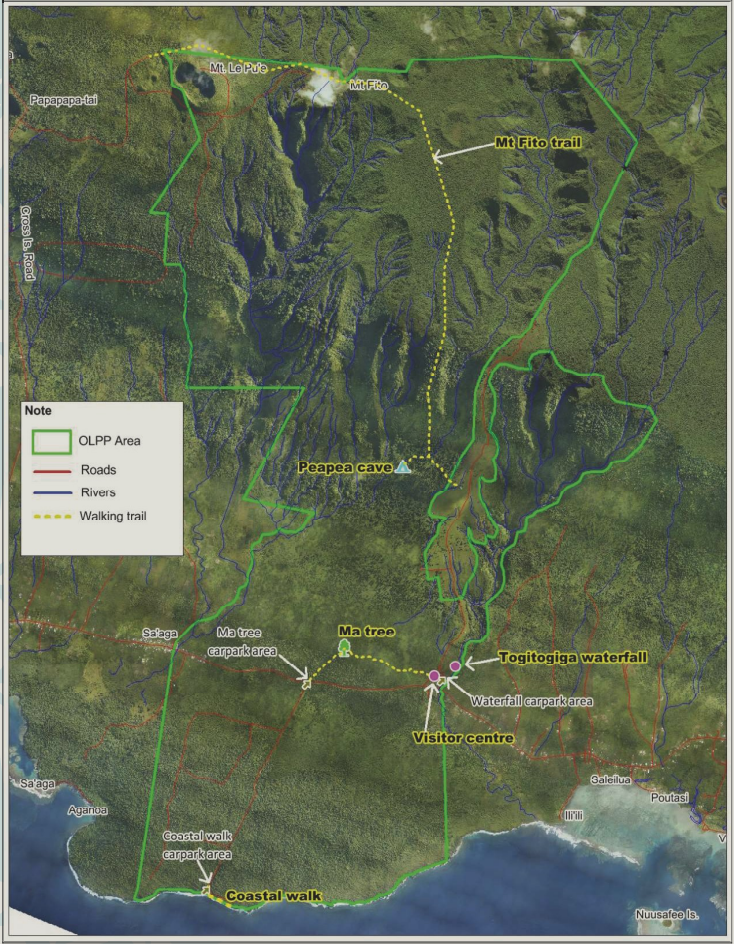 Mt. Le Pu'e
Mt Fito
Papapapa-tai
Mt Fito trail
Cross Is. Road
Note
OLPP Area
Roads
Rivers
Walking trail
Peapea cave
Sa'aga
Ma tree
carpark area
Ma tree
Togitogiga waterfall
Waterfall carpark area
Visitor centre
Sa'aga
Aganoa
Saleilua
Poutasi
Ili'ili
V
Coastal walk
carpark area
Coastal walk
Nuusafee Is.